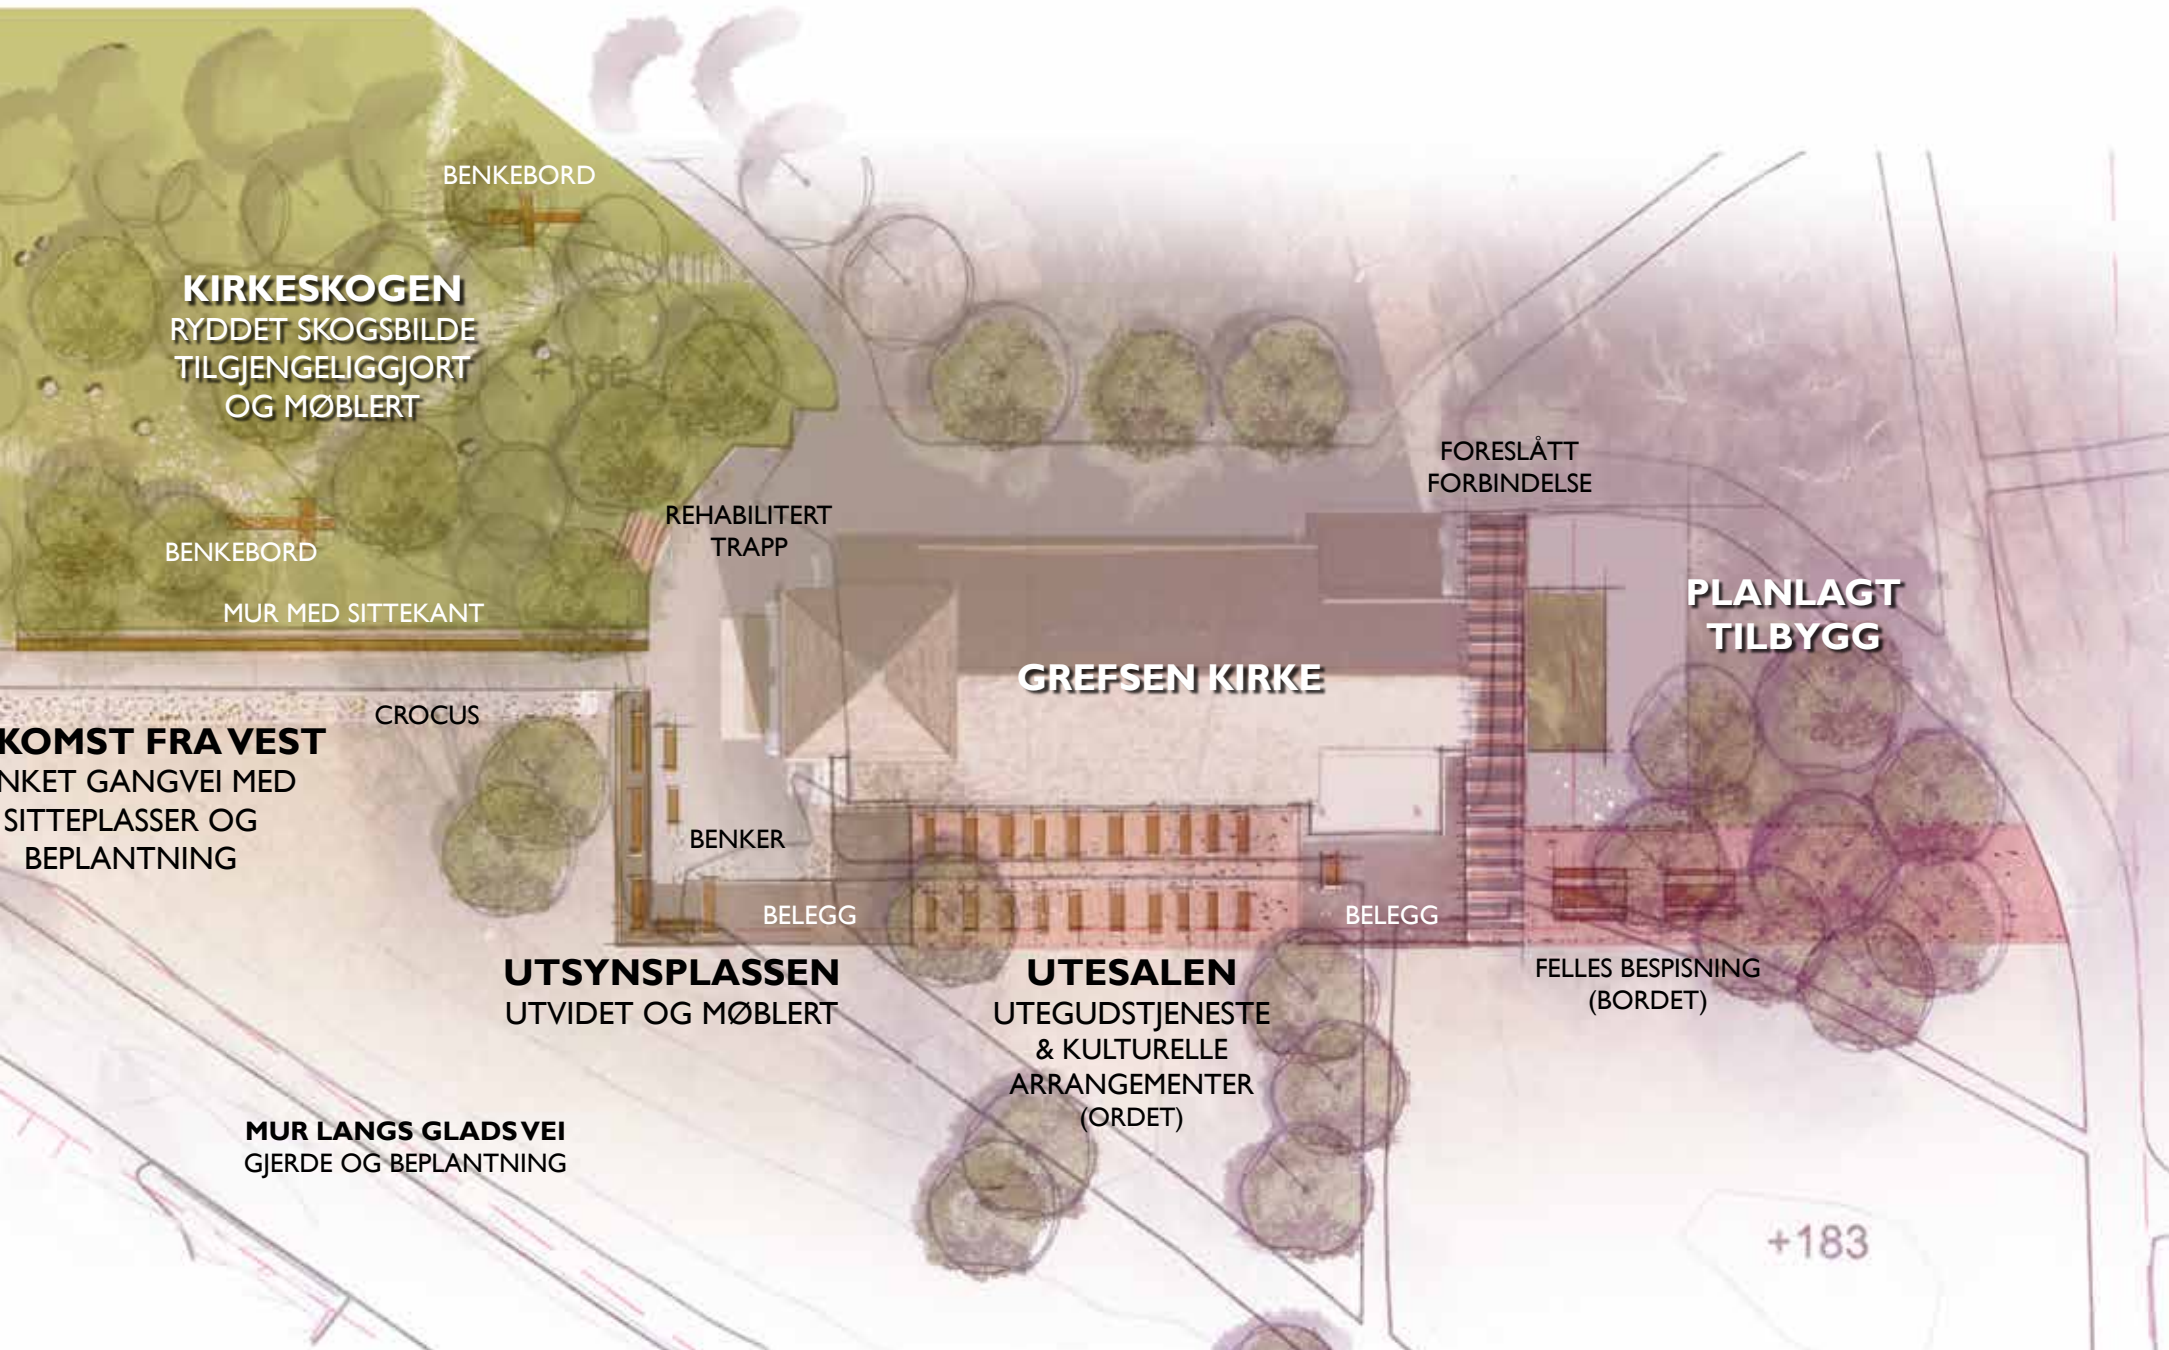 BENKEBORD
KIRKESKOGEN
RYDDET SKOGSBILDE
TILGJENGELIGGJORT
OG MØBLERT
BENKEBORD
MUR MED SITTEKANT
REHABILITERT
TRAPP
FORESLÅTT
FORBINDELSE
PLANLAGT
TILBYGG
GREFSEN KIRKE
CROCUS
KOMST FRA VEST
NKET GANGVEI MED
SITTEPLASSER OG
BEPLANTNING
BENKER
BELEGG
BELEGG
UTSYNSPLASSEN
UTVIDET OG MØBLERT
UTESALEN
UTEGUDSTJENESTE
& KULTURELLE
ARRANGEMENTER
(ORDET)
FELLES BESPISNING
(BORDET)
MUR LANGS GLADS VEI
GJERDE OG BEPLANTNING
+183